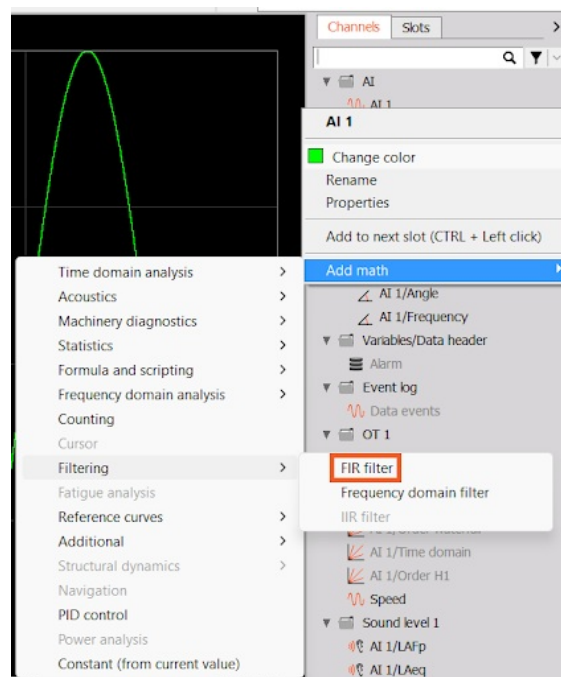 Channels Slots
AI
AI 1
AI 1
Change color
Rename
Properties
Add to next slot (CTRL + Left click)
Add math
Time domain analysis
Acoustics
Machinery diagnostics
Statistics
Formula and scripting
Frequency domain analysis
Counting
Cursor
Filtering
Fatigue analysis
Reference curves
Additional
Structural dynamics
Navigation
PID control
Power analysis
Constant (from current value)
AI 1/Angle
AI 1/Frequency
Variables/Data header
Alarm
Event log
Data events
OT 1
FIR filter
Frequency domain filter
IIR filter
AI 1/Time domain
AI 1/Order H1
Speed
Sound level 1
AI 1/LAFp
AI 1/LAeq